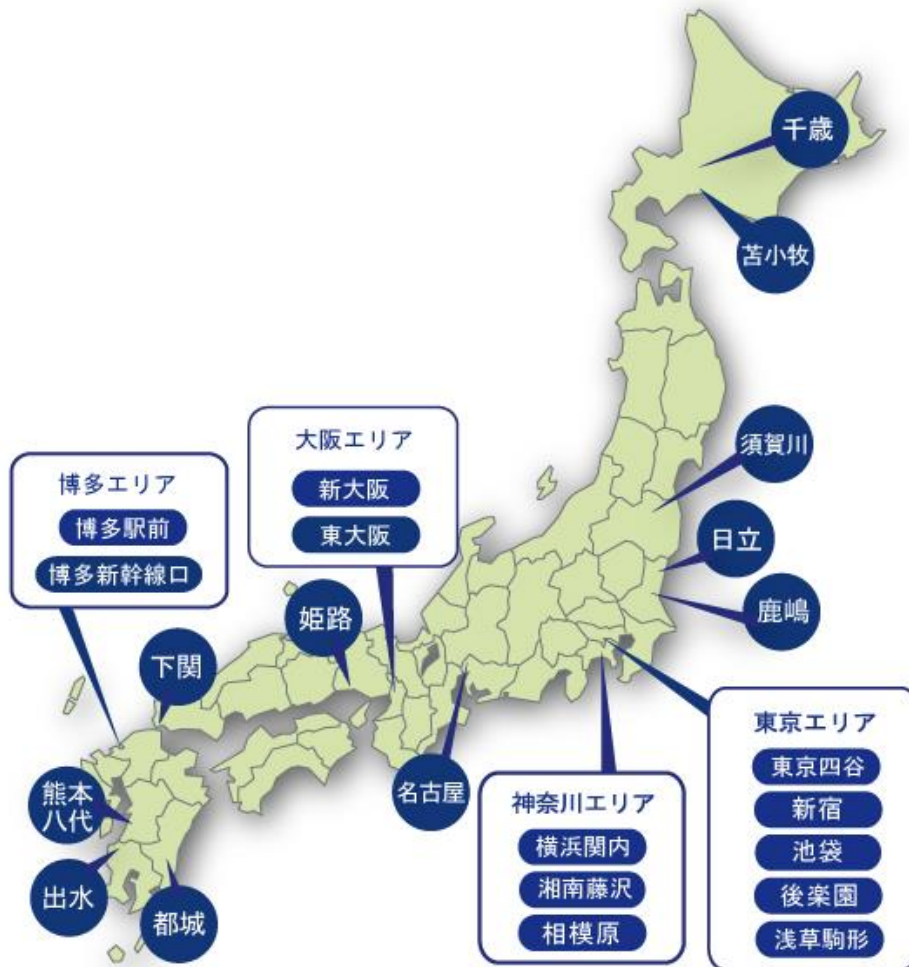 千歳
苫小牧
須賀川
日立
鹿嶋
大阪エリア
新大阪
東大阪
博多エリア
博多駅前
博多新幹線口
姫路
下関
名古屋
熊本
八代
出水
都城
神奈川エリア
横浜関内
湘南藤沢
相模原
東京エリア
東京四谷
新宿
池袋
後楽園
浅草駒形